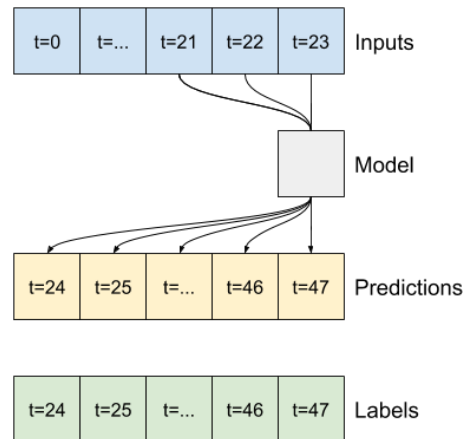 t=0 t=... t=21 t=22 t=23 Inputs
Model
t=24 t=25 t=... t=46 t=47 Predictions
t=24 t=25 t=... t=46 t=47 Labels